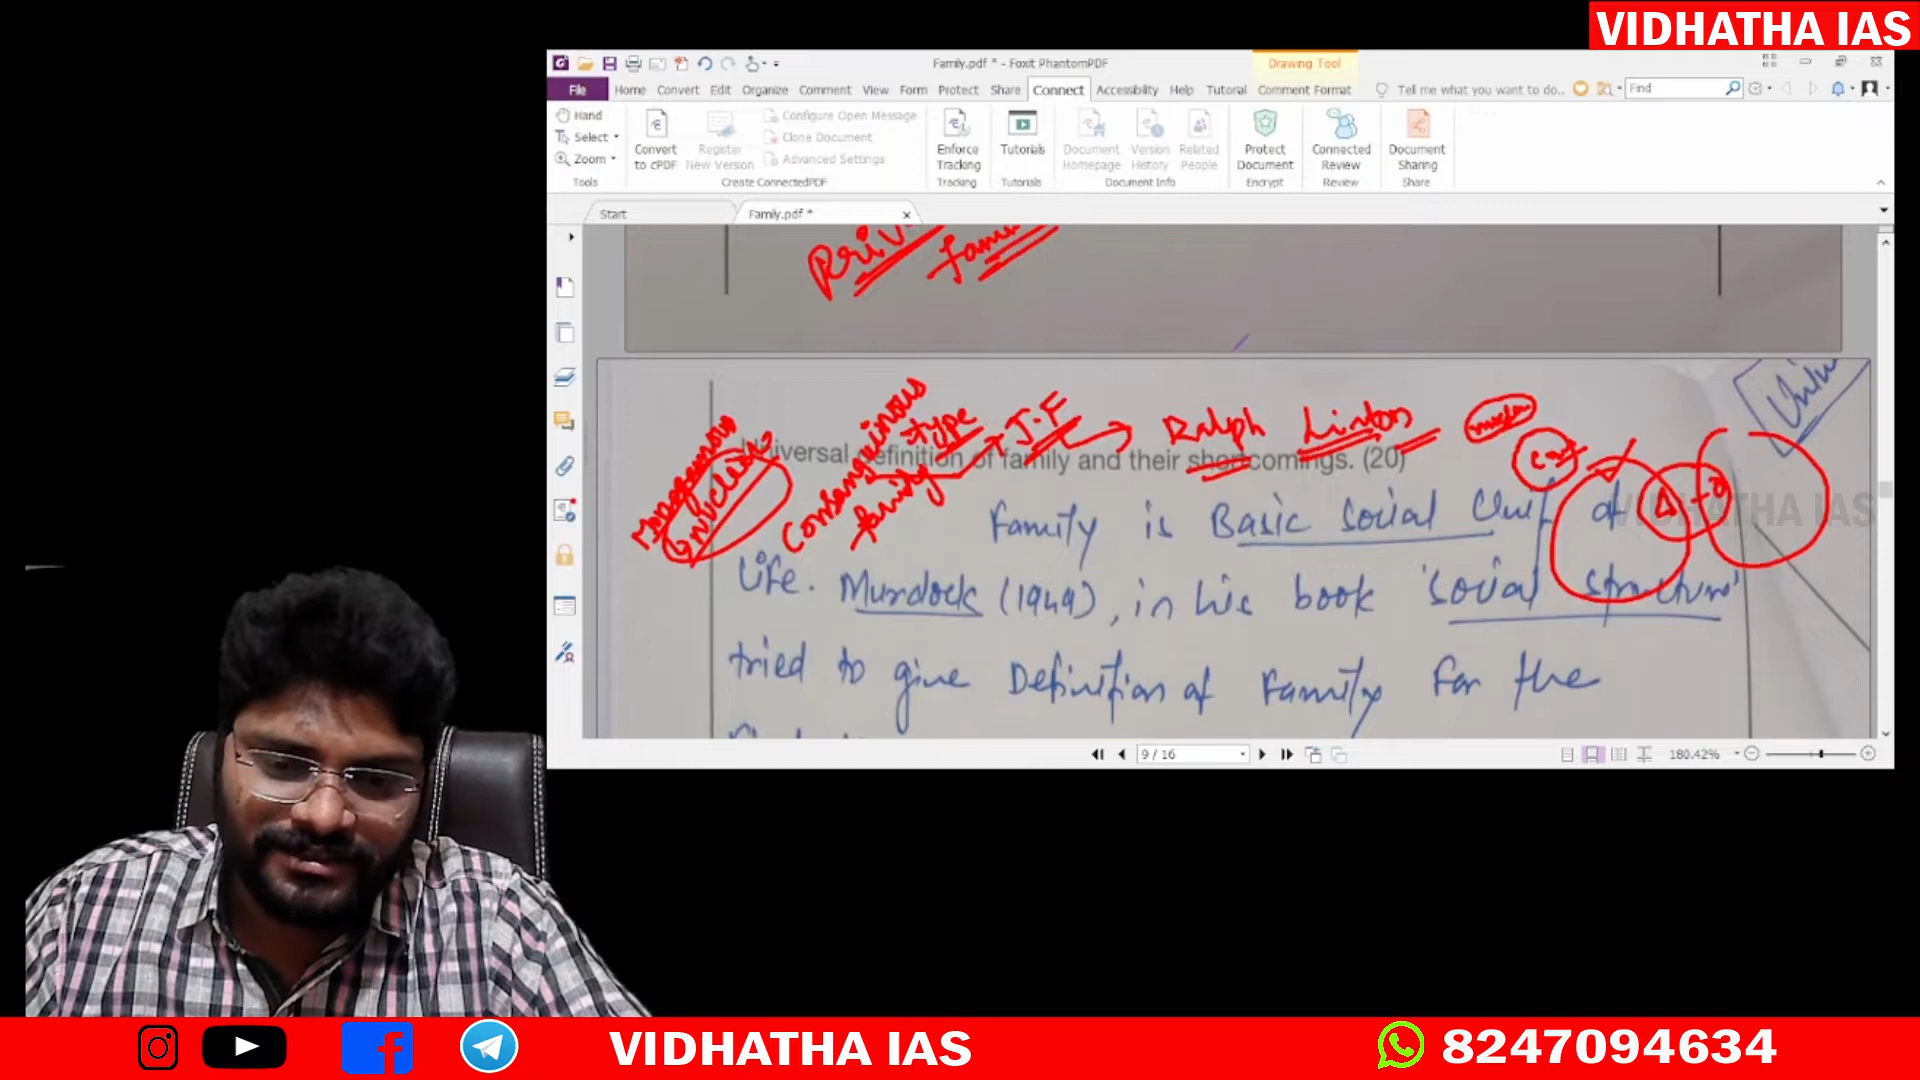 VIDHATHA IAS
Family.pdf * - Foxit PhantomPDF
Drawing Tool
File Home Convert Edit Organize Comment View Form Protect Share Connect Accessibility Help Tutorial Comment Format Tell me what you want to do.. Find
Hand
Select
Zoom
Tools
Convert to cPDF
Register New Version
Configure Open Message
Clone Document
Advanced Settings
Create ConnectedPDF
Enforce Tracking
Tracking
Tutorials
Tutorials
Document Homepage
Version History
Related People
Document Info
Protect Document
Encrypt
Connected Review
Review
Document Sharing
Share
Start
Family.pdf *
Monogamous
Consanguinous
type
family
J.F
Ralph Linton
Universal definition of family and their shortcomings. (20)
VIDHATHA IAS
Family is Basic social Unit of
Life. Murdock (1949), in his book 'social structure'
tried to give Definition of Family For the
9 / 16
180.42%
VIDHATHA IAS
8247094634